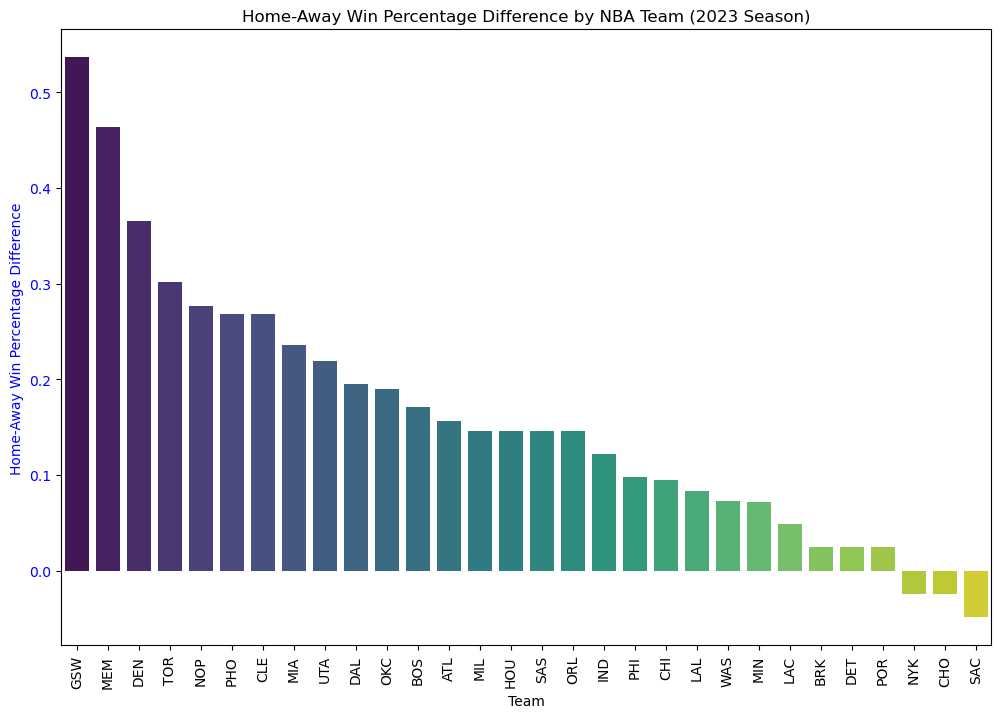 Home-Away Win Percentage Difference by NBA Team (2023 Season)
Home-Away Win Percentage Difference
0.5
0.4
0.3
0.2
0.1
0.0
GSW
MEM
DEN
TOR
NOP
PHO
CLE
MIA
UTA
DAL
OKC
BOS
ATL
MIL
HOU
SAS
ORL
IND
PHI
CHI
LAL
WAS
MIN
LAC
BRK
DET
POR
NYK
CHO
SAC
Team